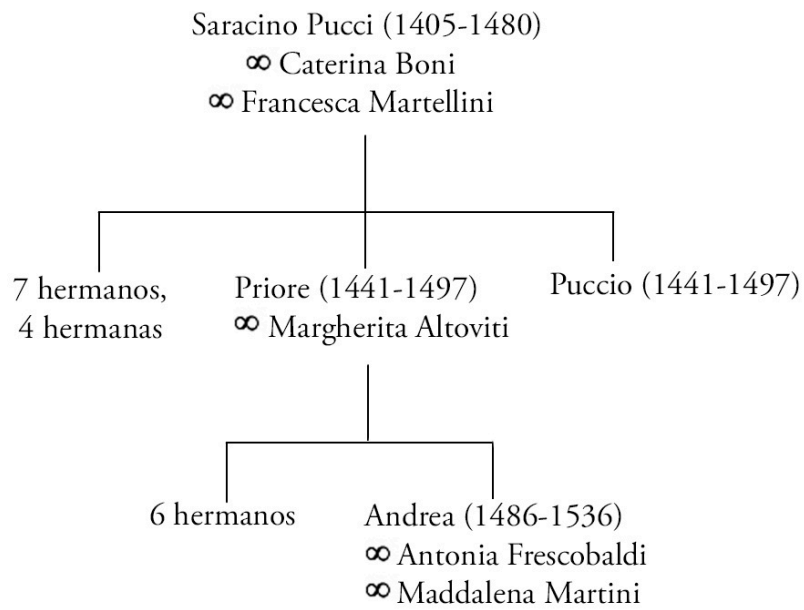 Saracino Pucci (1405-1480)
∞ Caterina Boni
∞ Francesca Martellini
7 hermanos,
4 hermanas
Priore (1441-1497)
∞ Margherita Altoviti
Puccio (1441-1497)
6 hermanos
Andrea (1486-1536)
∞ Antonia Frescobaldi
∞ Maddalena Martini